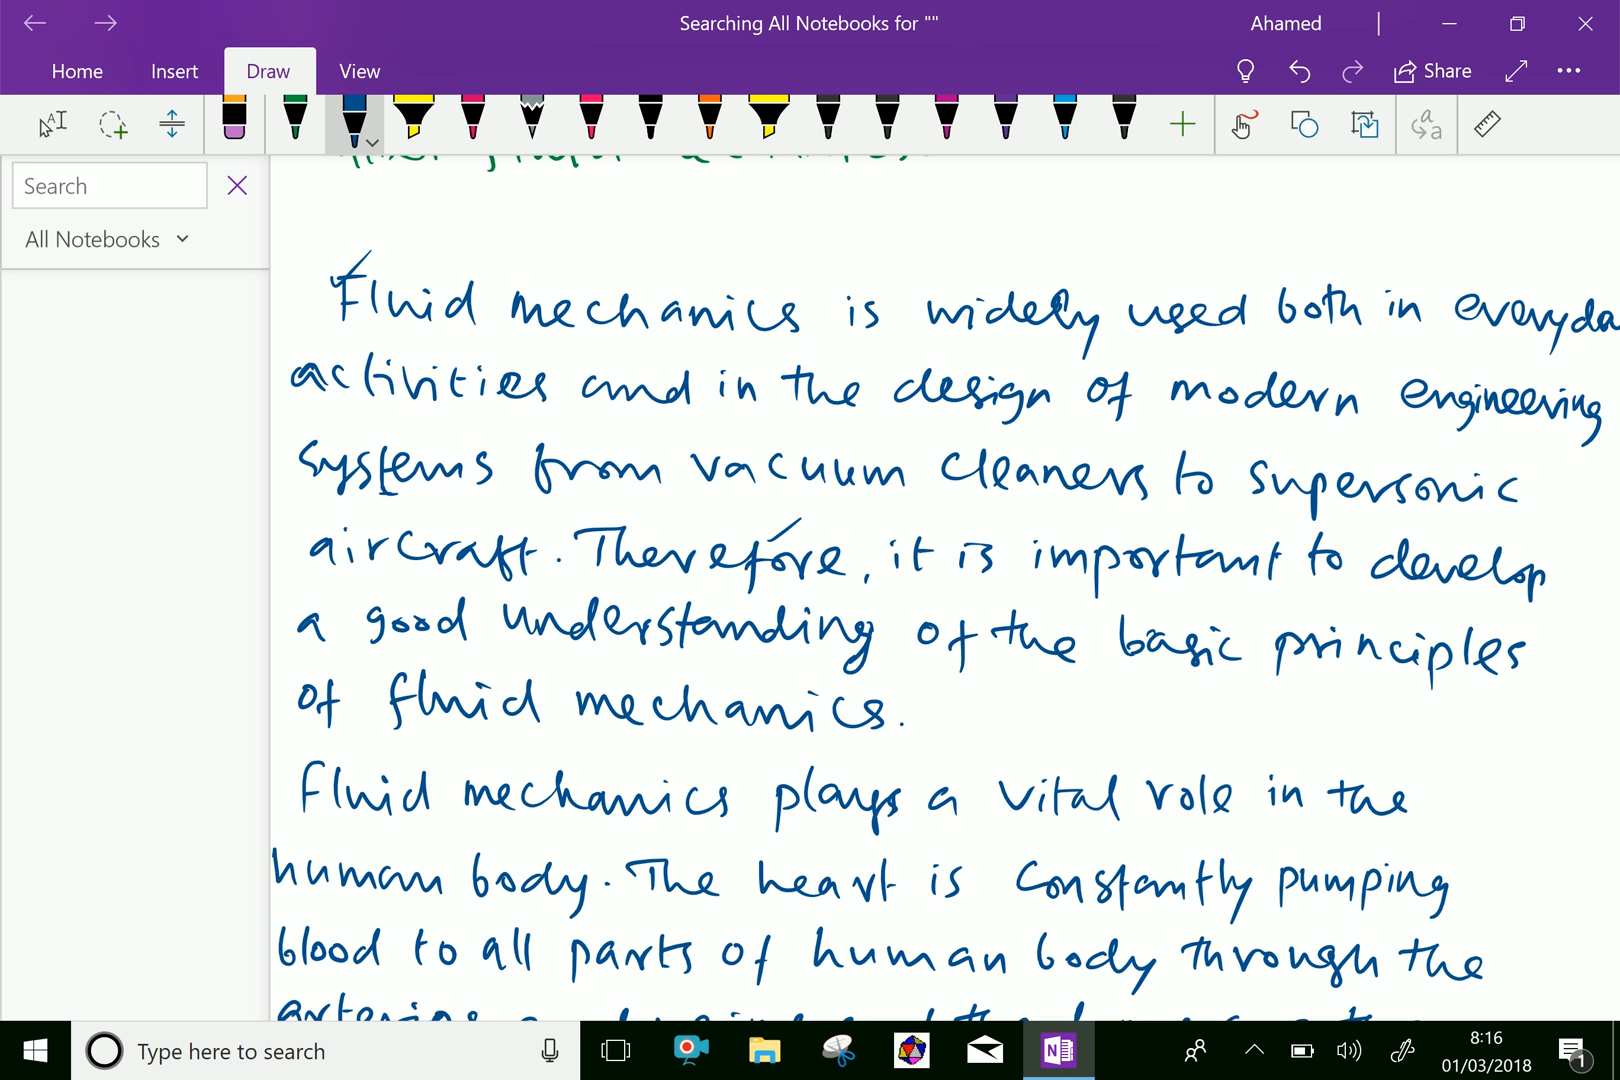 Searching All Notebooks for ""
Ahamed
Home Insert Draw View
Share
Search
All Notebooks
Fluid mechanics is widely used both in everyda
activities and in the design of modern engineering
systems from vacuum cleaners to supersonic
aircraft. Therefore, it is important to develop
a good understanding of the basic principles
of fluid mechanics.
Fluid mechanics plays a vital role in the
human body. The heart is constantly pumping
blood to all parts of human body through the
Type here to search
8:16
01/03/2018
1